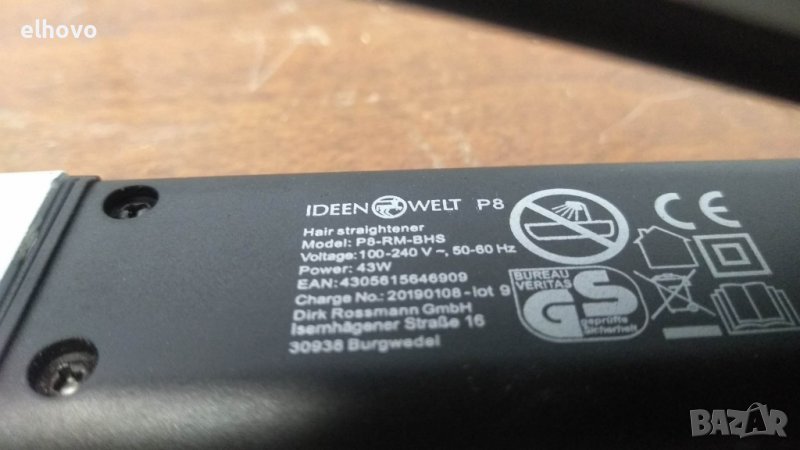 elhovo
IDEEN WELT P8
Hair straightener
Model: P8-RM-BHS
Voltage: 100-240 V ~, 50-60 Hz
Power: 43W
EAN: 4305615646909
Charge No.: 20190108 - lot 9
Dirk Rossmann GmbH
Isernhägener Straße 16
30938 Burgwedel
CE
BUREAU
VERITAS
GS
geprüfte
Sicherheit
BAZAR